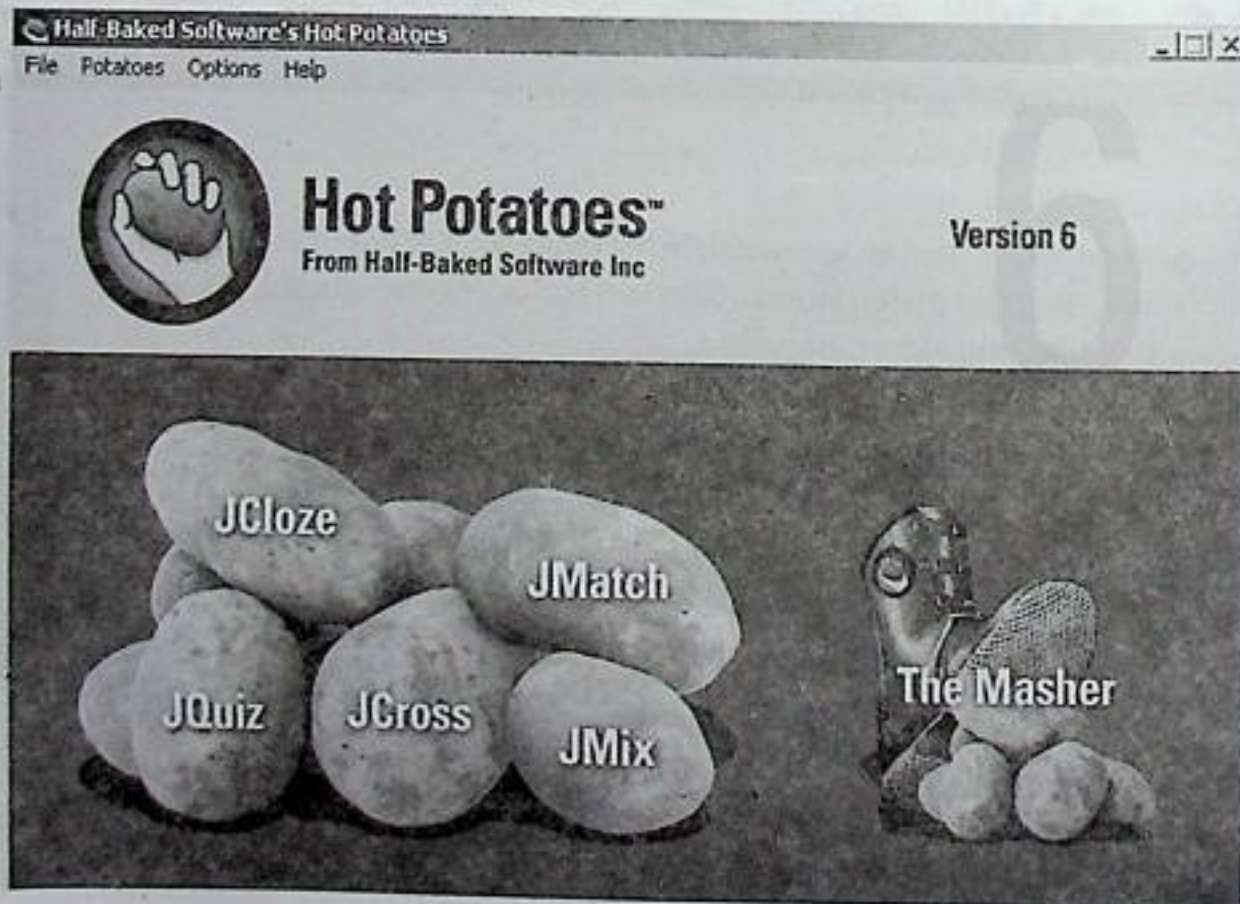 Half-Baked Software's Hot Potatoes
File Potatoes Options Help
6
Hot Potatoes™
From Half-Baked Software Inc
Version 6
JCloze
JMatch
JQuiz
JCross
JMix
The Masher